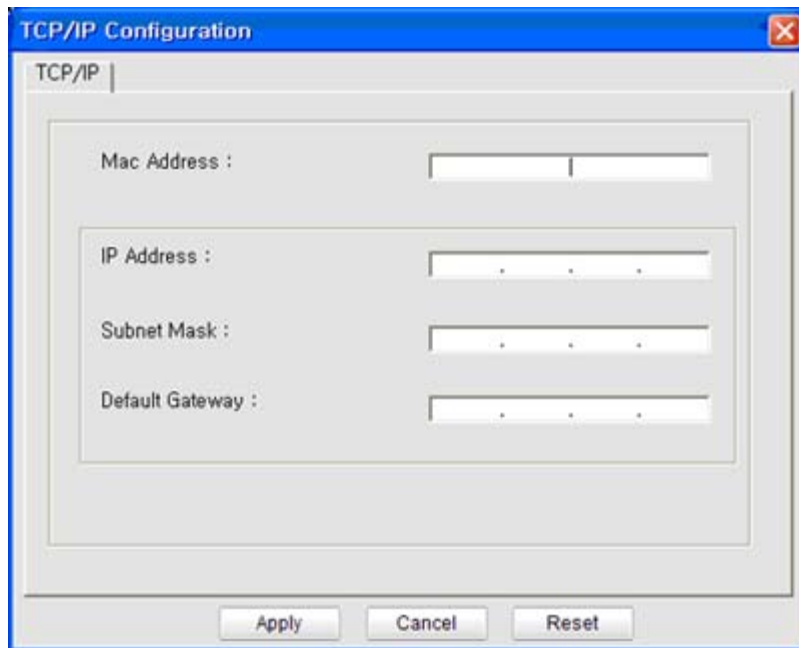 TCP/IP Configuration
TCP/IP
Mac Address :
IP Address :
. . .
Subnet Mask :
. . .
Default Gateway :
. . .
Apply Cancel Reset